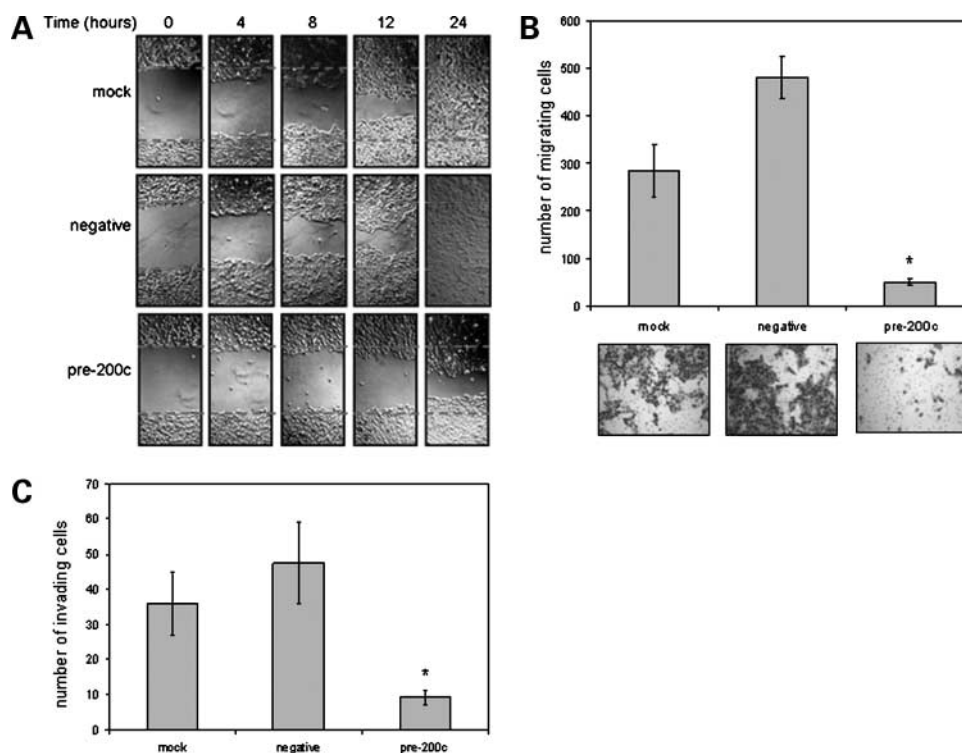 A
Time (hours) 0 4 8 12 24
mock
negative
pre-200c
B
number of migrating cells
600
500
400
300
200
100
0
*
mock negative pre-200c
C
number of invading cells
70
60
50
40
30
20
10
0
*
mock negative pre-200c